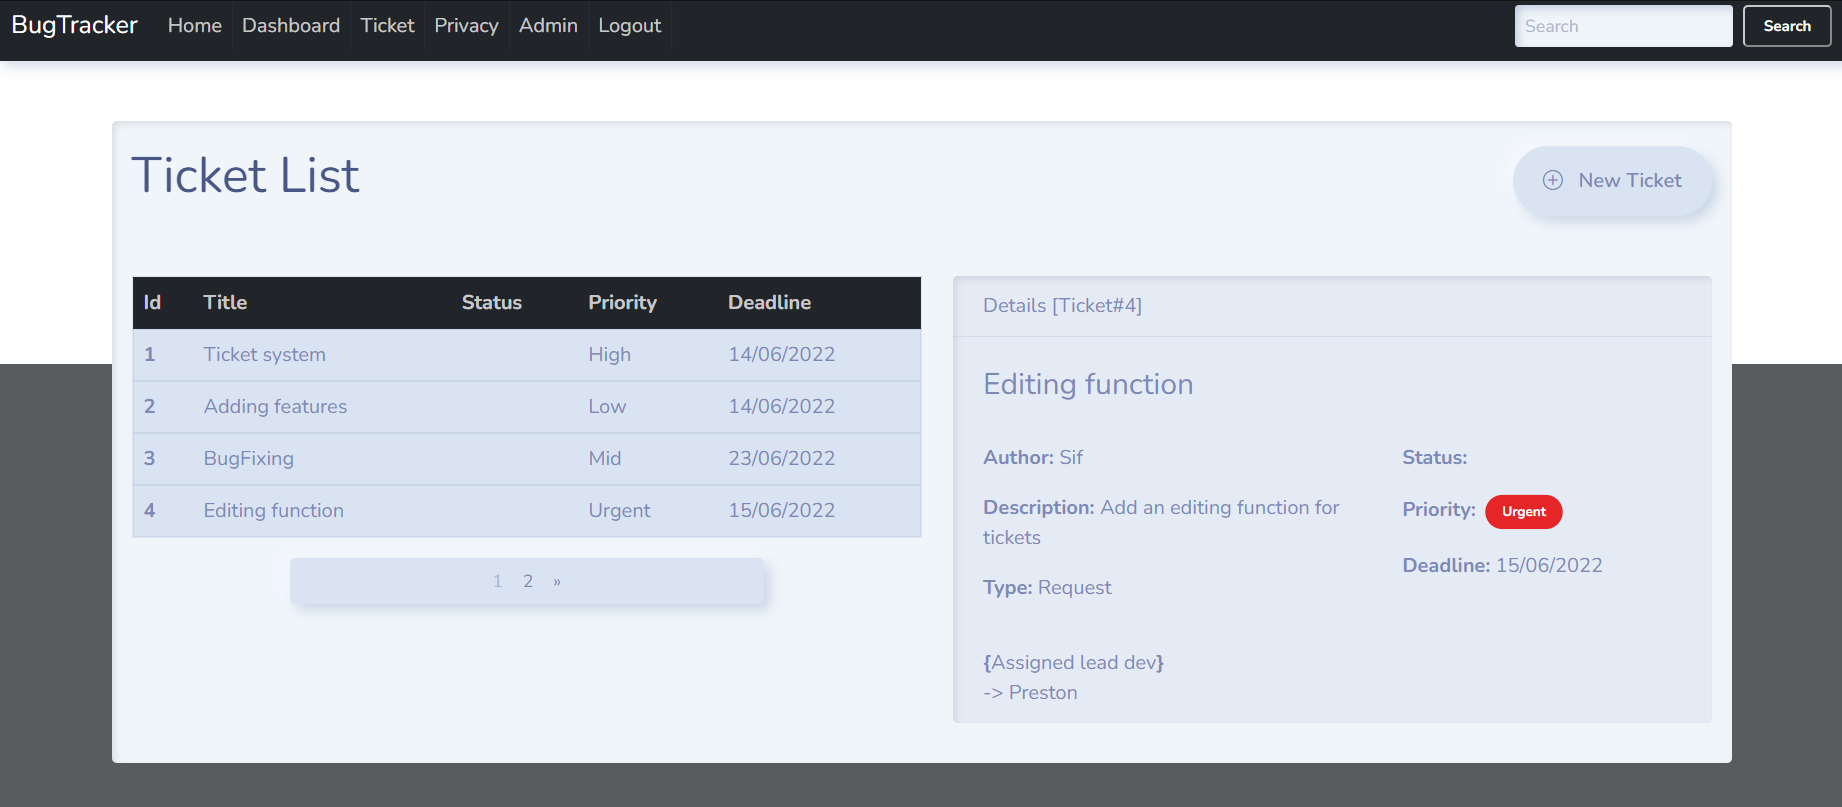 BugTracker Home Dashboard Ticket Privacy Admin Logout Search Search
Ticket List
New Ticket
Id Title Status Priority Deadline
1 Ticket system High 14/06/2022
2 Adding features Low 14/06/2022
3 BugFixing Mid 23/06/2022
4 Editing function Urgent 15/06/2022
1 2 »
Details [Ticket#4]
Editing function
Author: Sif
Description: Add an editing function for
tickets
Type: Request
Status:
Priority: Urgent
Deadline: 15/06/2022
{Assigned lead dev}
-> Preston